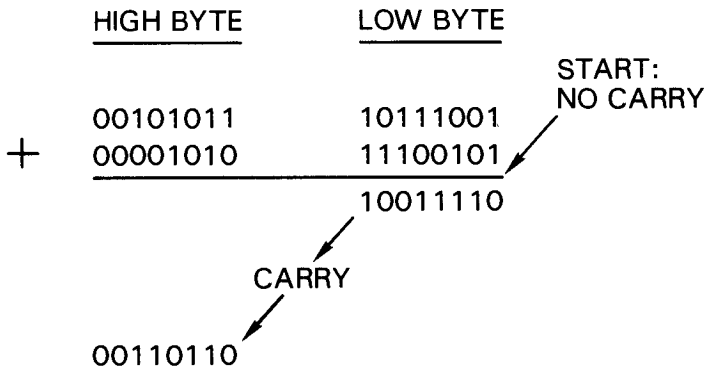 HIGH BYTE LOW BYTE
START:
NO CARRY
00101011 10111001
+ 00001010 11100101
10011110
CARRY
00110110